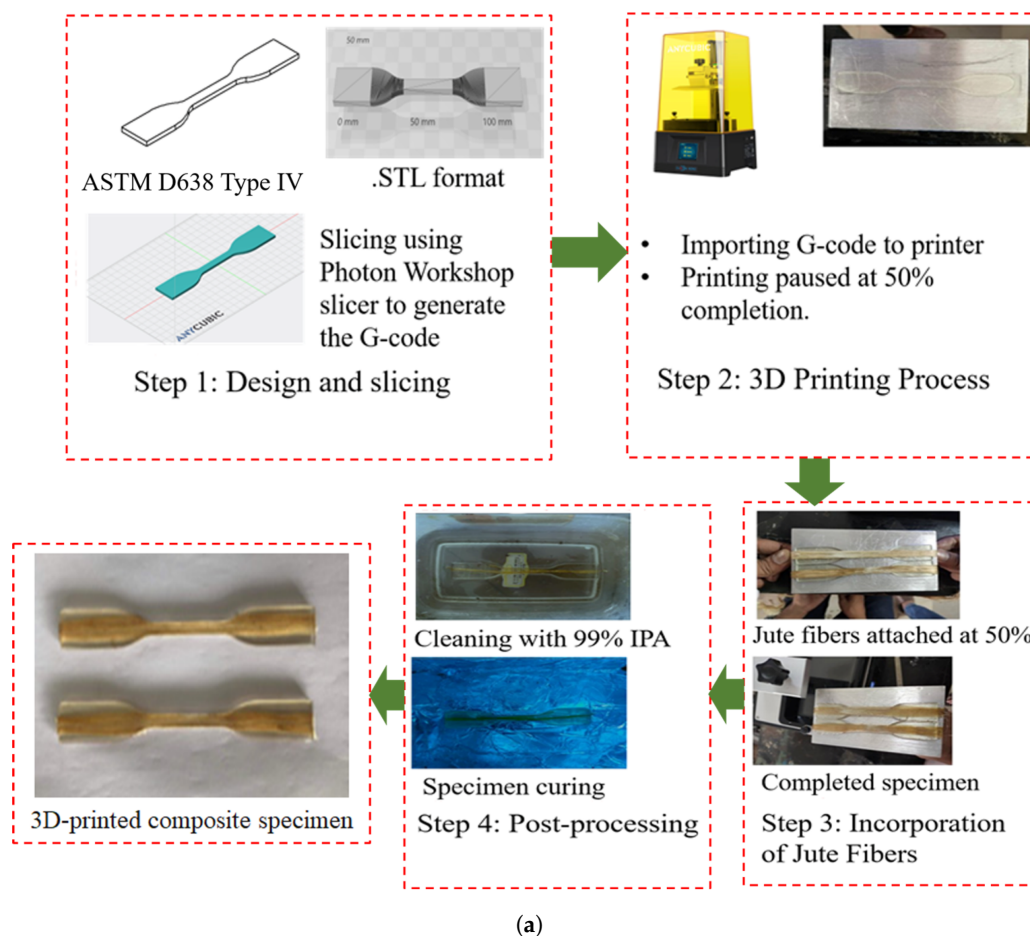 50 mm
0 mm
50 mm
100 mm
ASTM D638 Type IV
.STL format
ANYCUBIC
Slicing using
Photon Workshop
slicer to generate
the G-code
Step 1: Design and slicing
ANYCUBIC
• Importing G-code to printer
• Printing paused at 50%
completion.
Step 2: 3D Printing Process
Jute fibers attached at 50%
Completed specimen
Step 3: Incorporation
of Jute Fibers
Cleaning with 99% IPA
Specimen curing
Step 4: Post-processing
3D-printed composite specimen
(a)